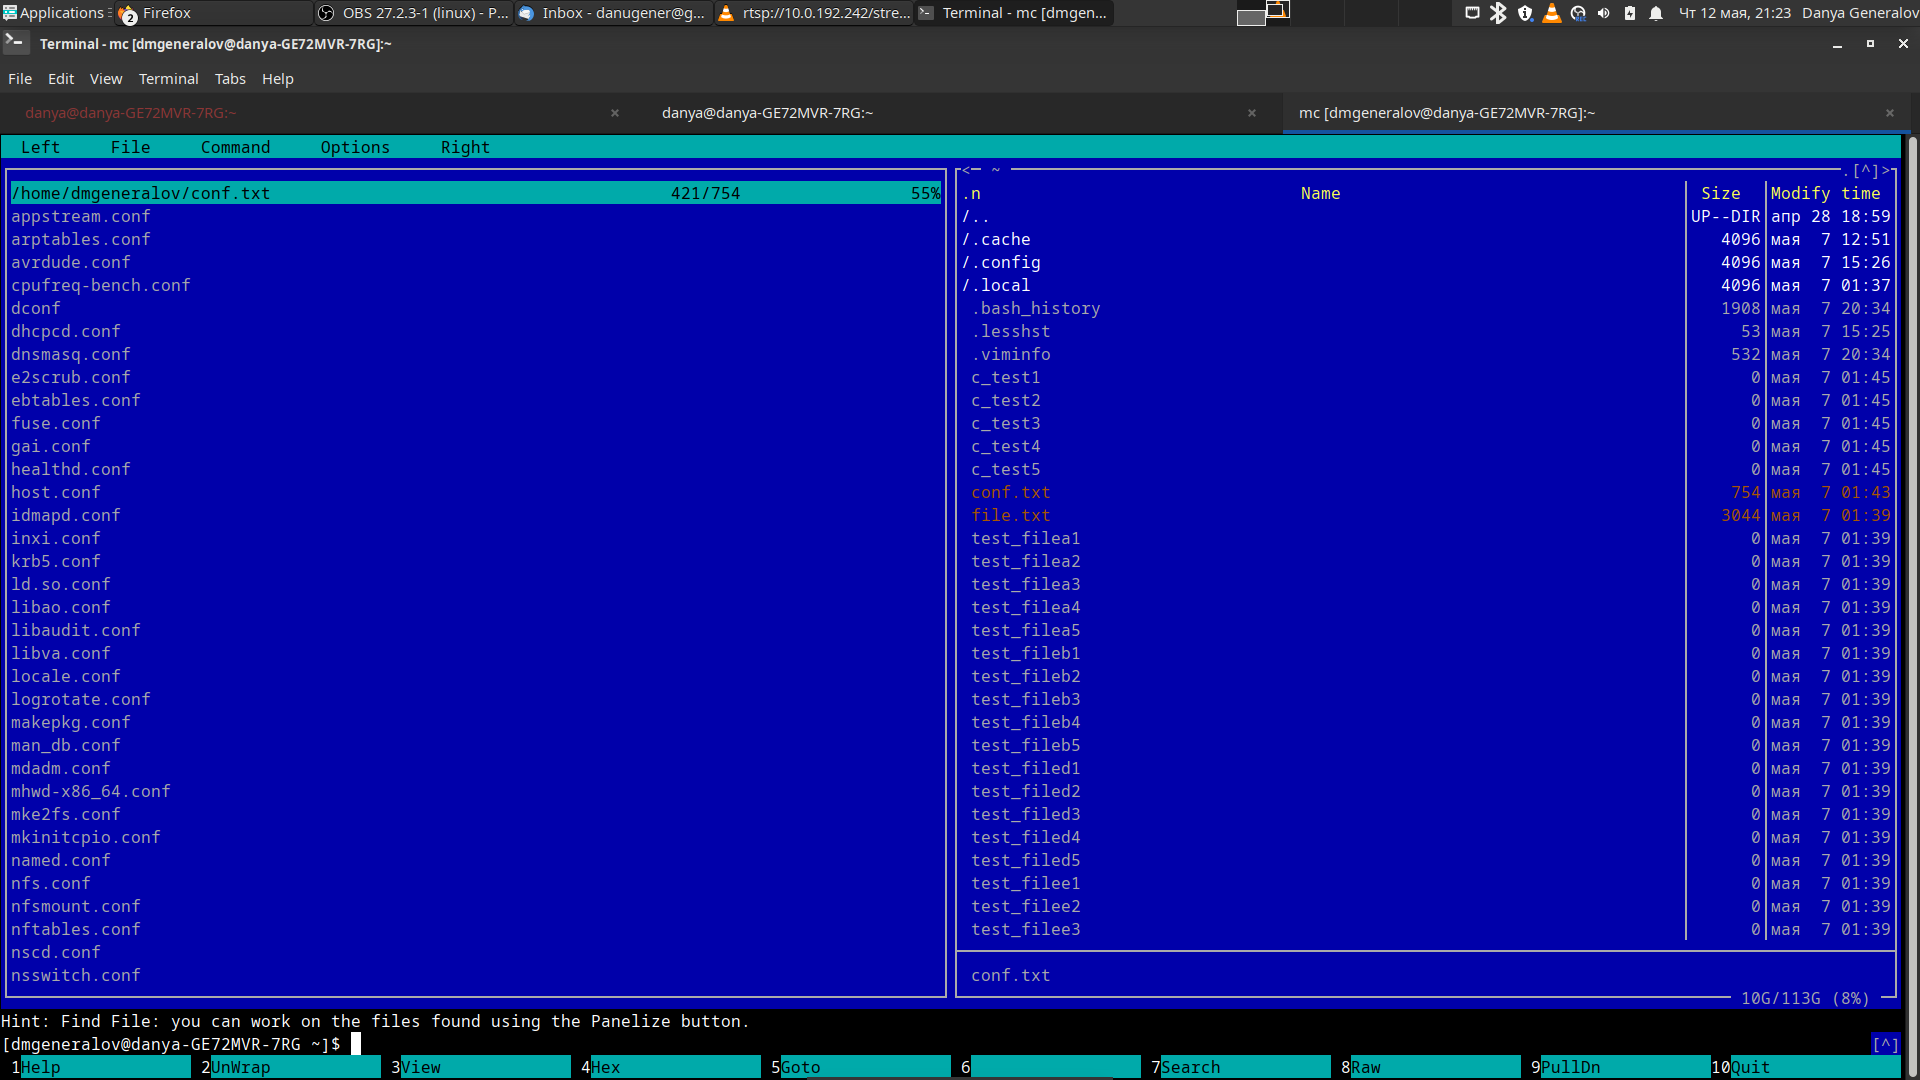 Applications 2 Firefox OBS 27.2.3-1 (linux) - P... Inbox - danugener@g... rtsp://10.0.192.242/stre... Terminal - mc [dmgen... Чт 12 мая, 21:23 Danya Generalov
Terminal - mc [dmgeneralov@danya-GE72MVR-7RG]:~
File Edit View Terminal Tabs Help
danya@danya-GE72MVR-7RG:~ × danya@danya-GE72MVR-7RG:~ × mc [dmgeneralov@danya-GE72MVR-7RG]:~ ×
Left File Command Options Right
<─ ~ .[^]>
/home/dmgeneralov/conf.txt 421/754 55%
appstream.conf
arptables.conf
avrdude.conf
cpufreq-bench.conf
dconf
dhcpcd.conf
dnsmasq.conf
e2scrub.conf
ebtables.conf
fuse.conf
gai.conf
healthd.conf
host.conf
idmapd.conf
inxi.conf
krb5.conf
ld.so.conf
libao.conf
libaudit.conf
libva.conf
locale.conf
logrotate.conf
makepkg.conf
man_db.conf
mdadm.conf
mhwd-x86_64.conf
mke2fs.conf
mkinitcpio.conf
named.conf
nfs.conf
nfsmount.conf
nftables.conf
nscd.conf
nsswitch.conf
.n Name Size Modify time
/.. UP--DIR апр 28 18:59
/.cache 4096 мая 7 12:51
/.config 4096 мая 7 15:26
/.local 4096 мая 7 01:37
.bash_history 1908 мая 7 20:34
.lesshst 53 мая 7 15:25
.viminfo 532 мая 7 20:34
c_test1 0 мая 7 01:45
c_test2 0 мая 7 01:45
c_test3 0 мая 7 01:45
c_test4 0 мая 7 01:45
c_test5 0 мая 7 01:45
conf.txt 754 мая 7 01:43
file.txt 3044 мая 7 01:39
test_filea1 0 мая 7 01:39
test_filea2 0 мая 7 01:39
test_filea3 0 мая 7 01:39
test_filea4 0 мая 7 01:39
test_filea5 0 мая 7 01:39
test_fileb1 0 мая 7 01:39
test_fileb2 0 мая 7 01:39
test_fileb3 0 мая 7 01:39
test_fileb4 0 мая 7 01:39
test_fileb5 0 мая 7 01:39
test_filed1 0 мая 7 01:39
test_filed2 0 мая 7 01:39
test_filed3 0 мая 7 01:39
test_filed4 0 мая 7 01:39
test_filed5 0 мая 7 01:39
test_filee1 0 мая 7 01:39
test_filee2 0 мая 7 01:39
test_filee3 0 мая 7 01:39
conf.txt
10G/113G (8%)
Hint: Find File: you can work on the files found using the Panelize button.
[dmgeneralov@danya-GE72MVR-7RG ~]$ [^]
1Help 2UnWrap 3View 4Hex 5Goto 6 7Search 8Raw 9PullDn 10Quit